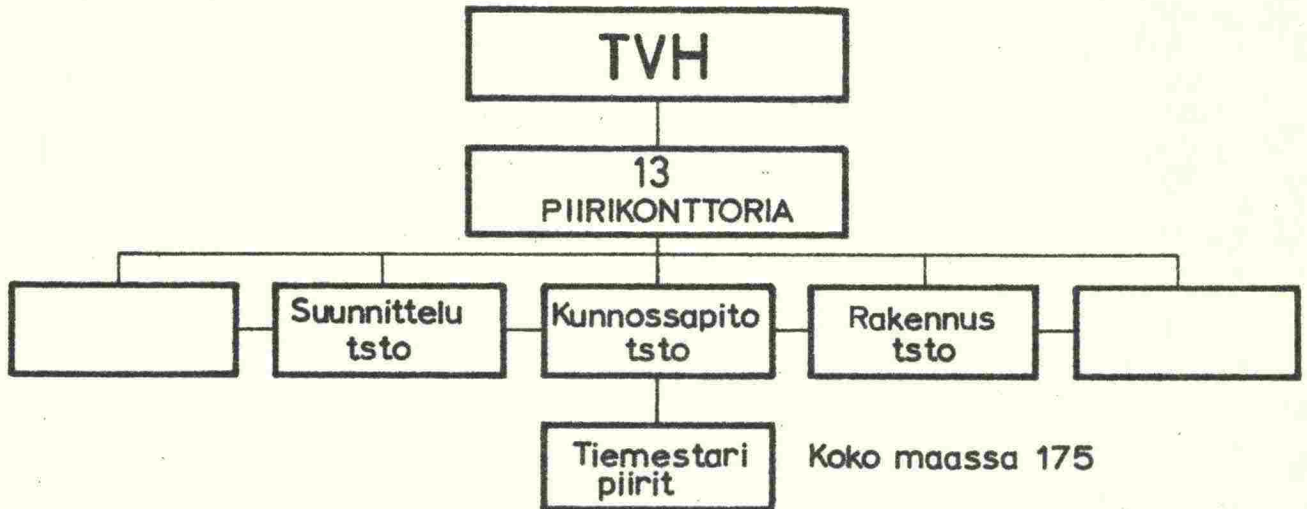 TVH
13
PIIRIKONTTORIA
Suunnittelu
tsto
Kunnossapito
tsto
Rakennus
tsto
Tiemestari
piirit
Koko maassa 175